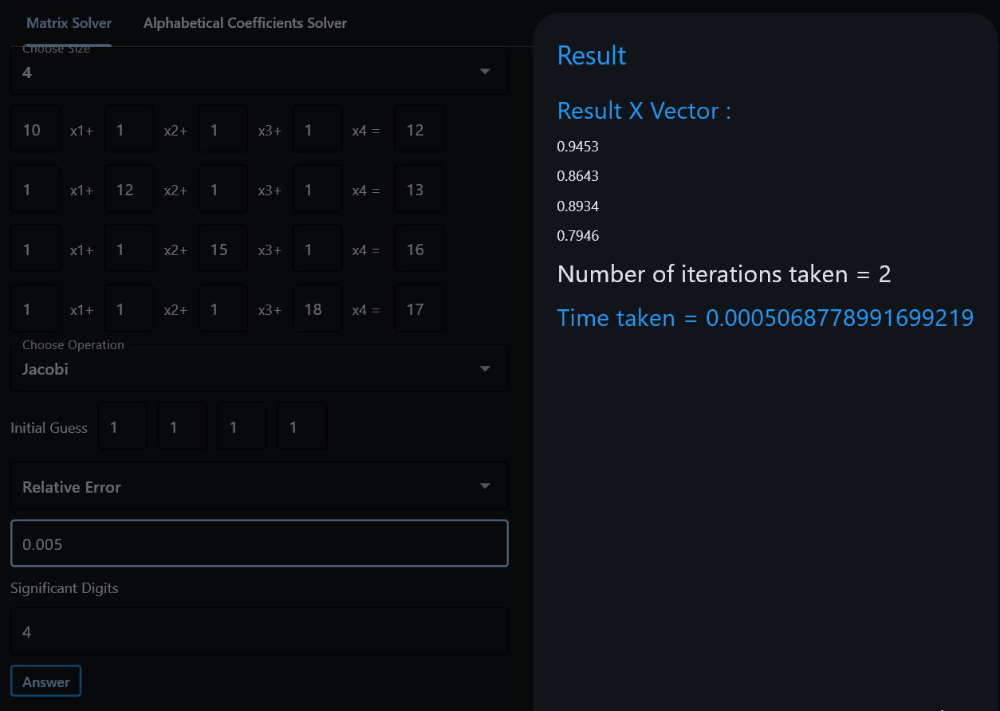 Matrix Solver Alphabetical Coefficients Solver
Choose Size
4
10 x1+ 1 x2+ 1 x3+ 1 x4 = 12
1 x1+ 12 x2+ 1 x3+ 1 x4 = 13
1 x1+ 1 x2+ 15 x3+ 1 x4 = 16
1 x1+ 1 x2+ 1 x3+ 18 x4 = 17
Choose Operation
Jacobi
Initial Guess 1 1 1 1
Relative Error
0.005
Significant Digits
4
Answer
Result
Result X Vector :
0.9453
0.8643
0.8934
0.7946
Number of iterations taken = 2
Time taken = 0.0005068778991699219